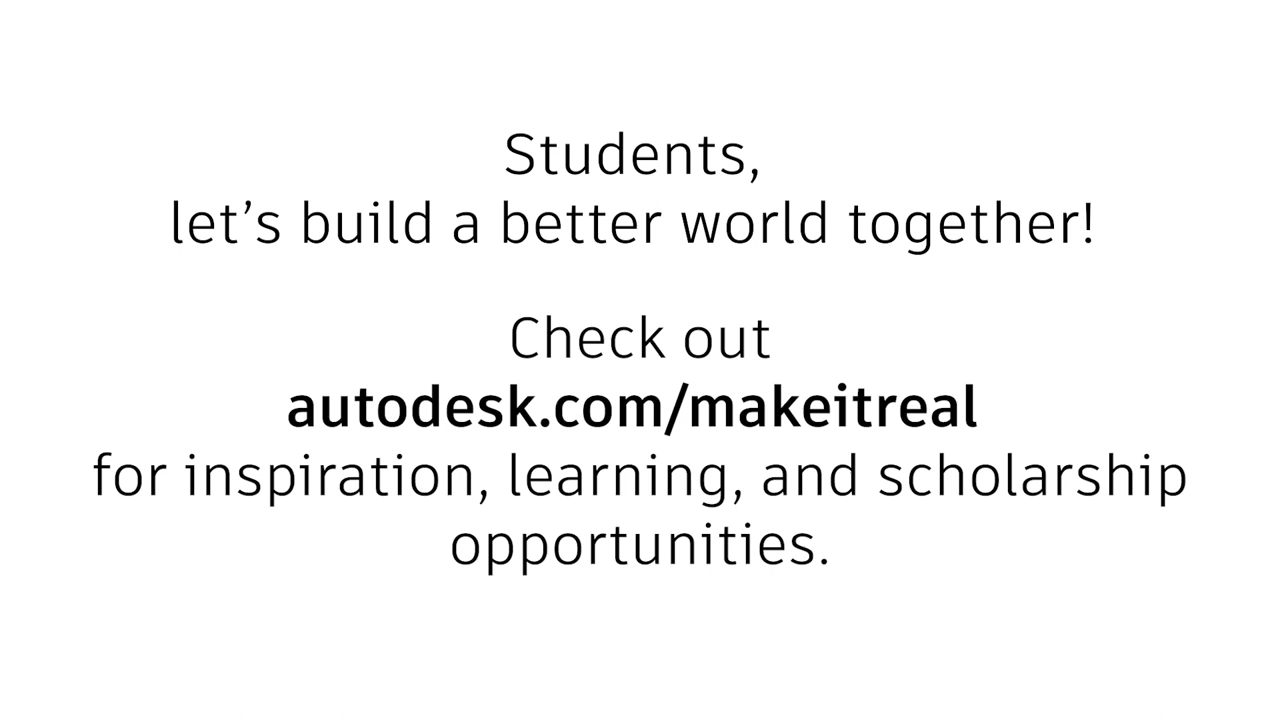 Students,
let’s build a better world together!
Check out
autodesk.com/makeitreal
for inspiration, learning, and scholarship
opportunities.